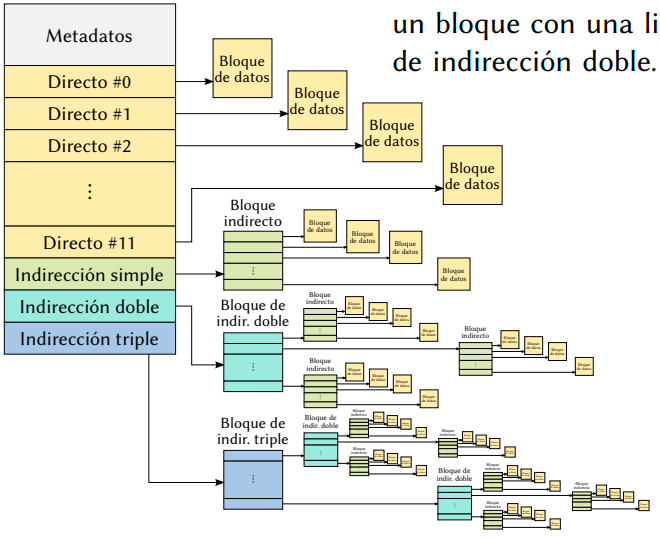 un bloque con una li
de indirección doble.
Metadatos
Directo #0
Directo #1
Directo #2
⋮
Directo #11
Indirección simple
Indirección doble
Indirección triple
Bloque
de datos
Bloque
de datos
Bloque
de datos
Bloque
de datos
Bloque
indirecto
⋮
Bloque
de datos
Bloque
de datos
Bloque
de datos
Bloque
de datos
Bloque de
indir. doble
⋮
Bloque
indirecto
⋮
Bloque
de datos
Bloque
de datos
Bloque
de datos
Bloque
de datos
Bloque
indirecto
⋮
Bloque
de datos
Bloque
de datos
Bloque
de datos
Bloque
de datos
Bloque
indirecto
⋮
Bloque
de datos
Bloque
de datos
Bloque
de datos
Bloque
de datos
Bloque de
indir. triple
⋮
Bloque de
indir. doble
⋮
Bloque
indirecto
Bloque
indirecto
Bloque
indirecto
Bloque de
indir. doble
⋮
Bloque
indirecto
Bloque
indirecto
Bloque
indirecto